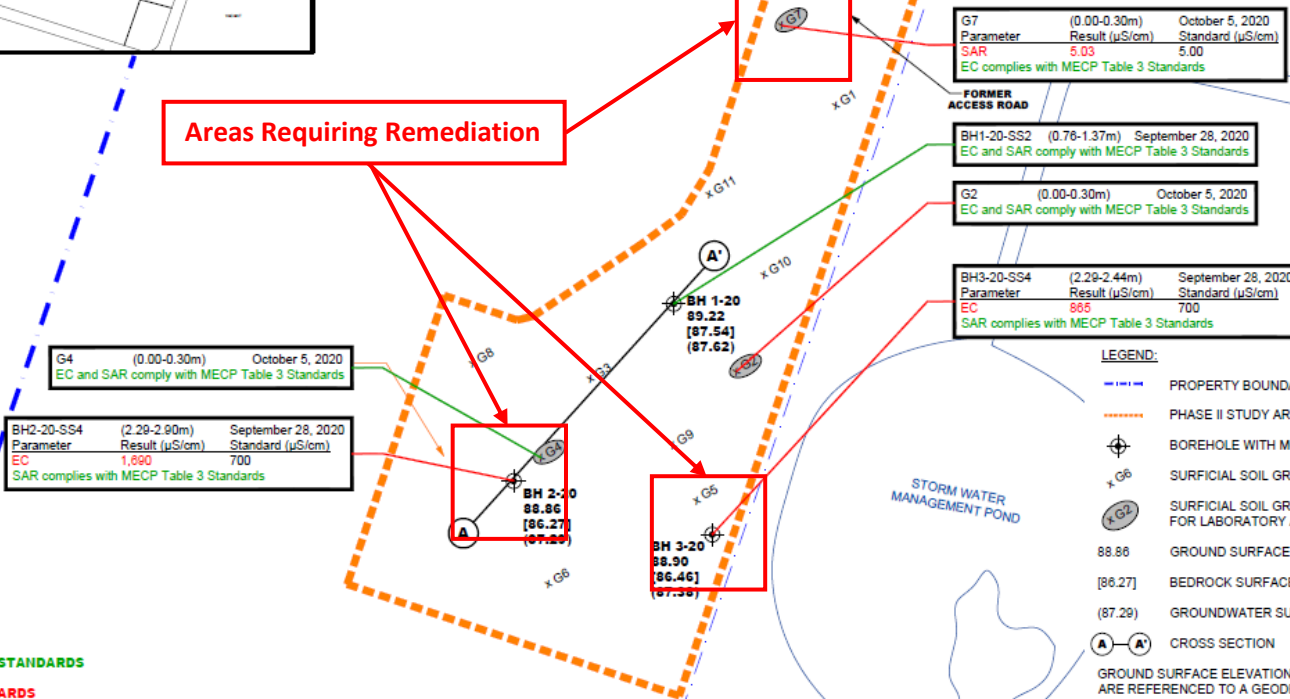 G7 (0.00-0.30m) October 5, 2020
Parameter Result (µS/cm) Standard (µS/cm)
SAR 5.03 5.00
EC complies with MECP Table 3 Standards
x G7
FORMER
ACCESS ROAD
x G1
Areas Requiring Remediation
BH1-20-SS2 (0.76-1.37m) September 28, 2020
EC and SAR comply with MECP Table 3 Standards
x G11
G2 (0.00-0.30m) October 5, 2020
EC and SAR comply with MECP Table 3 Standards
A'
x G10
BH3-20-SS4 (2.29-2.44m) September 28, 2020
Parameter Result (µS/cm) Standard (µS/cm)
EC 865 700
SAR complies with MECP Table 3 Standards
BH 1-20
89.22
[87.54]
(87.62)
x G8
x G3
x G2
G4 (0.00-0.30m) October 5, 2020
EC and SAR comply with MECP Table 3 Standards
BH2-20-SS4 (2.29-2.90m) September 28, 2020
Parameter Result (µS/cm) Standard (µS/cm)
EC 1,690 700
SAR complies with MECP Table 3 Standards
x G4
x G9
BH 2-20
88.86
[86.27]
(87.29)
A
x G5
BH 3-20
88.90
[86.46]
(87.38)
x G6
STORM WATER
MANAGEMENT POND
LEGEND:
PROPERTY BOUNDA
PHASE II STUDY AR
BOREHOLE WITH M
x G6 SURFICIAL SOIL GR
x G2 SURFICIAL SOIL GR
FOR LABORATORY
88.86 GROUND SURFACE
[86.27] BEDROCK SURFACE
(87.29) GROUNDWATER SU
A A' CROSS SECTION
GROUND SURFACE ELEVATION
ARE REFERENCED TO A GEOD
STANDARDS
ARDS